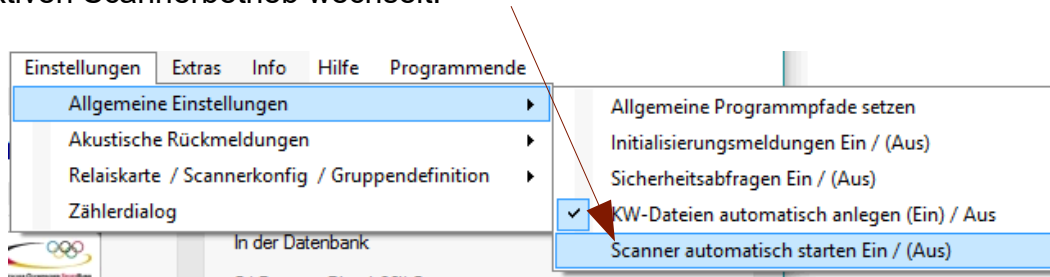 Scannerbetrieb wechselt.
Einstellungen Extras Info Hilfe Programmende
Allgemeine Einstellungen
Akustische Rückmeldungen
Relaiskarte / Scannerkonfig / Gruppendefinition
Zählerdialog
Allgemeine Programmpfade setzen
Initialisierungsmeldungen Ein / (Aus)
Sicherheitsabfragen Ein / (Aus)
KW-Dateien automatisch anlegen (Ein) / Aus
Scanner automatisch starten Ein / (Aus)
In der Datenbank